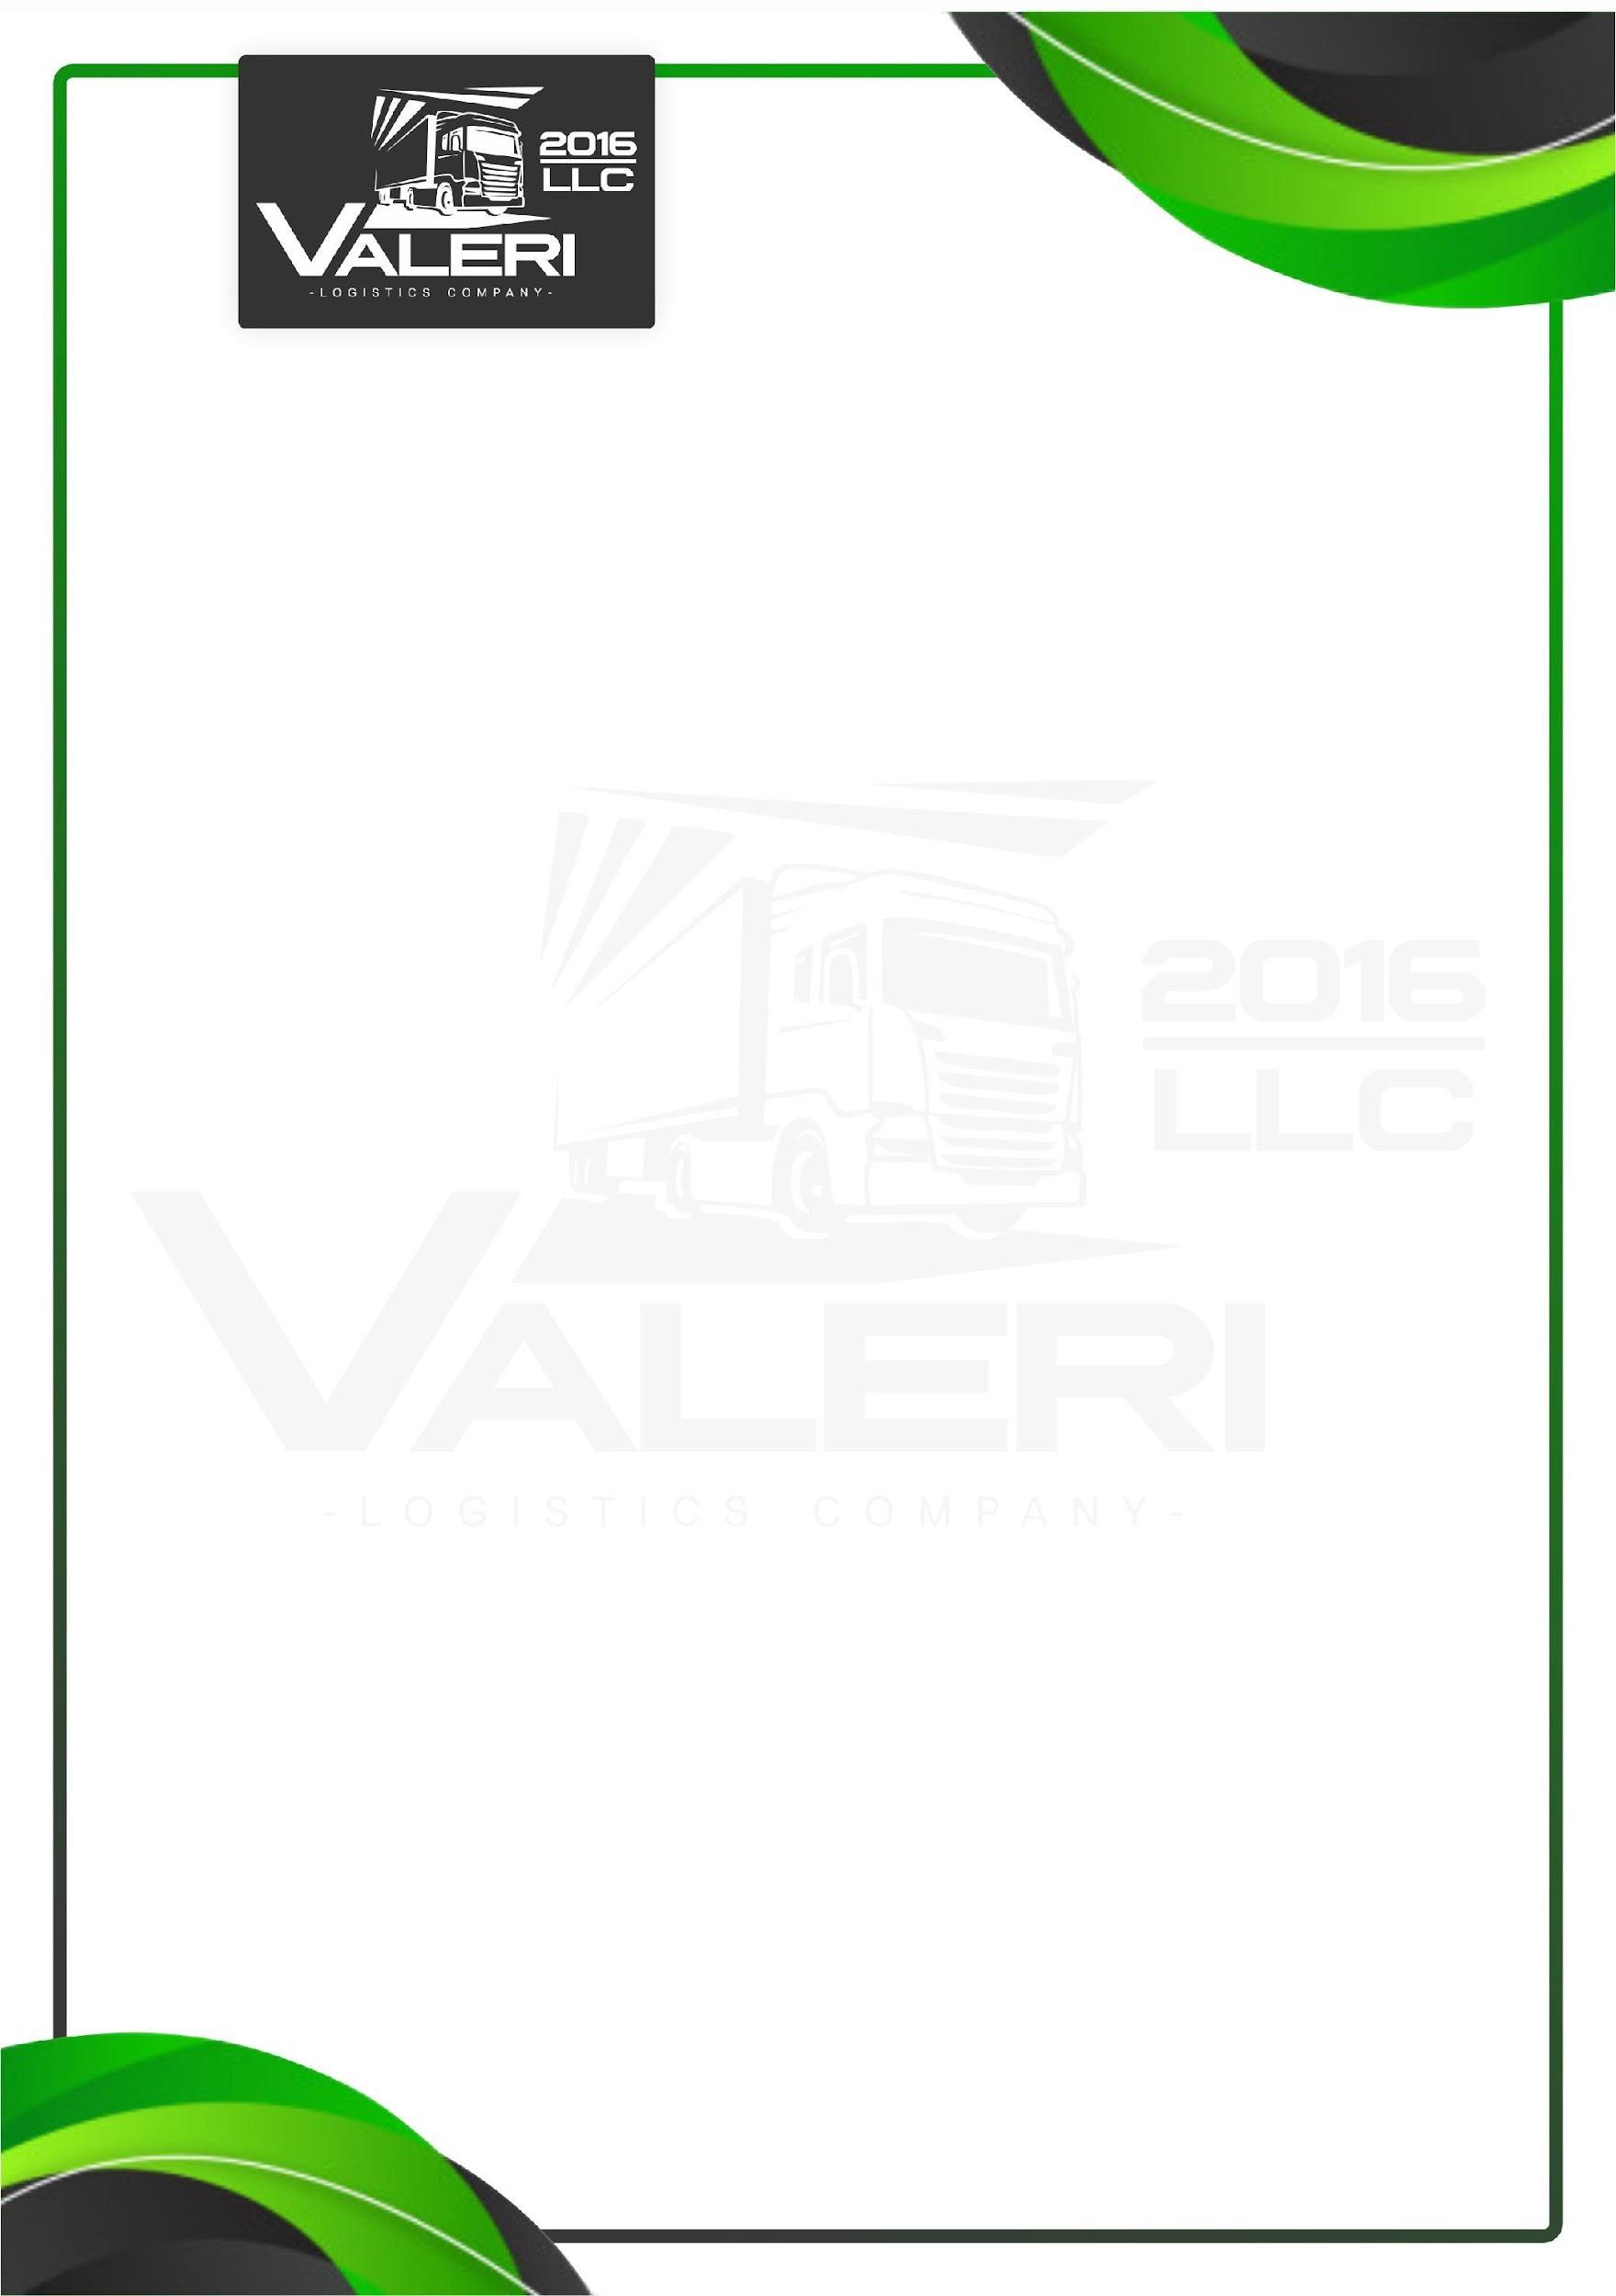 2016
LLC
VALERI
-LOGISTICS COMPANY-
2016
LLC
VALERI
-LOGISTICS COMPANY-